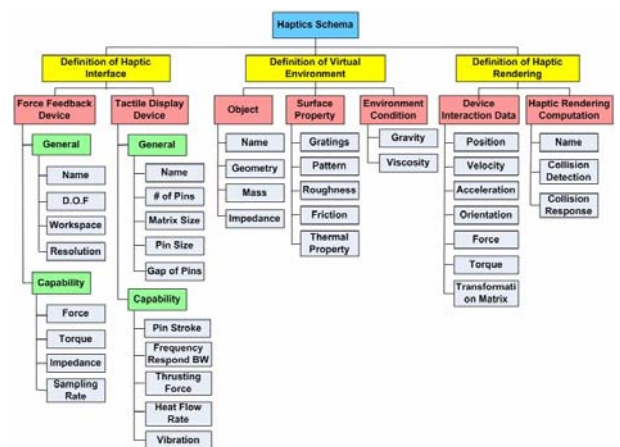 Haptics Schema
Definition of Haptic
Interface
Definition of Virtual
Environment
Definition of Haptic
Rendering
Force Feedback
Device
Tactile Display
Device
Object
Surface
Property
Environment
Condition
Device
Interaction Data
Haptic Rendering
Computation
General
Name
D.O.F
Workspace
Resolution
Capability
Force
Torque
Impedance
Sampling
Rate
General
Name
# of Pins
Matrix Size
Pin Size
Gap of Pins
Capability
Pin Stroke
Frequency
Respond BW
Thrusting
Force
Heat Flow
Rate
Vibration
Name
Geometry
Mass
Impedance
Gratings
Pattern
Roughness
Friction
Thermal
Property
Gravity
Viscosity
Position
Velocity
Acceleration
Orientation
Force
Torque
Transformati
on Matrix
Name
Collision
Detection
Collision
Response